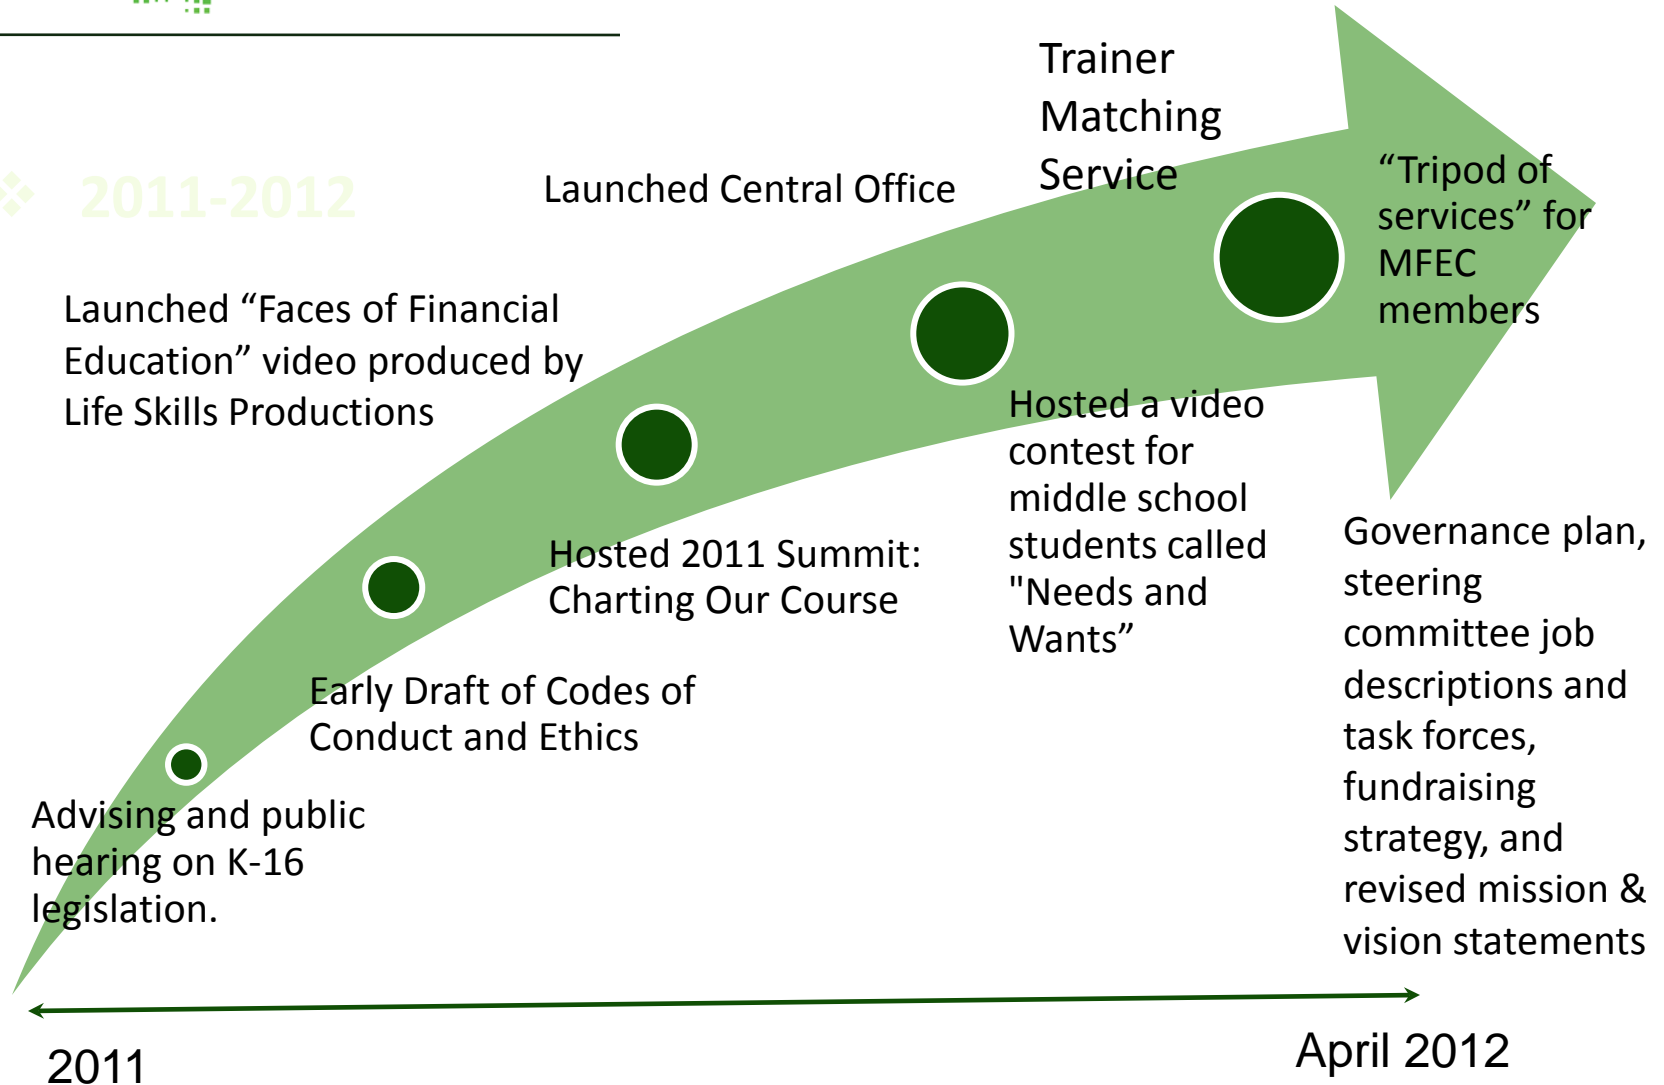 2011-2012
Launched “Faces of Financial
Education” video produced by
Life Skills Productions
Launched Central Office
Trainer
Matching
Service
“Tripod of
services” for
MFEC
members
Advising and public
hearing on K-16
legislation.
Early Draft of Codes of
Conduct and Ethics
Hosted 2011 Summit:
Charting Our Course
Hosted a video
contest for
middle school
students called
"Needs and
Wants”
Governance plan,
steering
committee job
descriptions and
task forces,
fundraising
strategy, and
revised mission &
vision statements
2011
April 2012